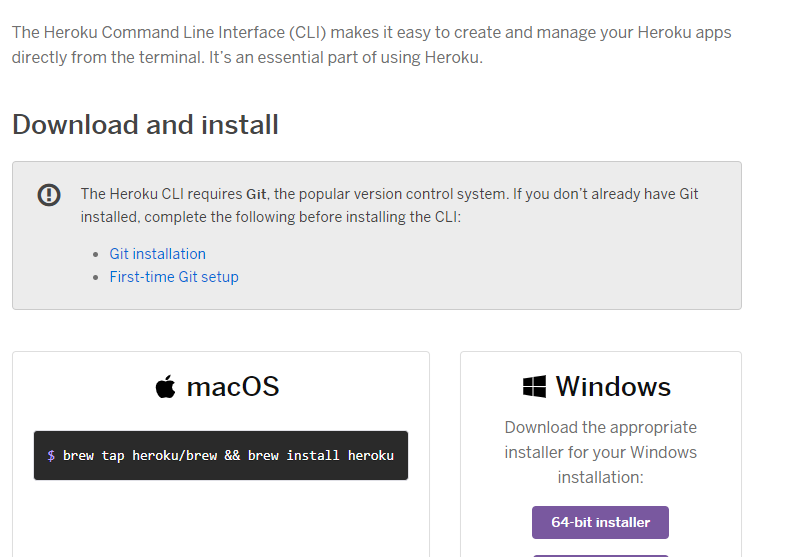 The Heroku Command Line Interface (CLI) makes it easy to create and manage your Heroku apps
directly from the terminal. It’s an essential part of using Heroku.
Download and install
The Heroku CLI requires Git, the popular version control system. If you don’t already have Git
installed, complete the following before installing the CLI:
Git installation
First-time Git setup
macOS
$ brew tap heroku/brew && brew install heroku
Windows
Download the appropriate
installer for your Windows
installation:
64-bit installer